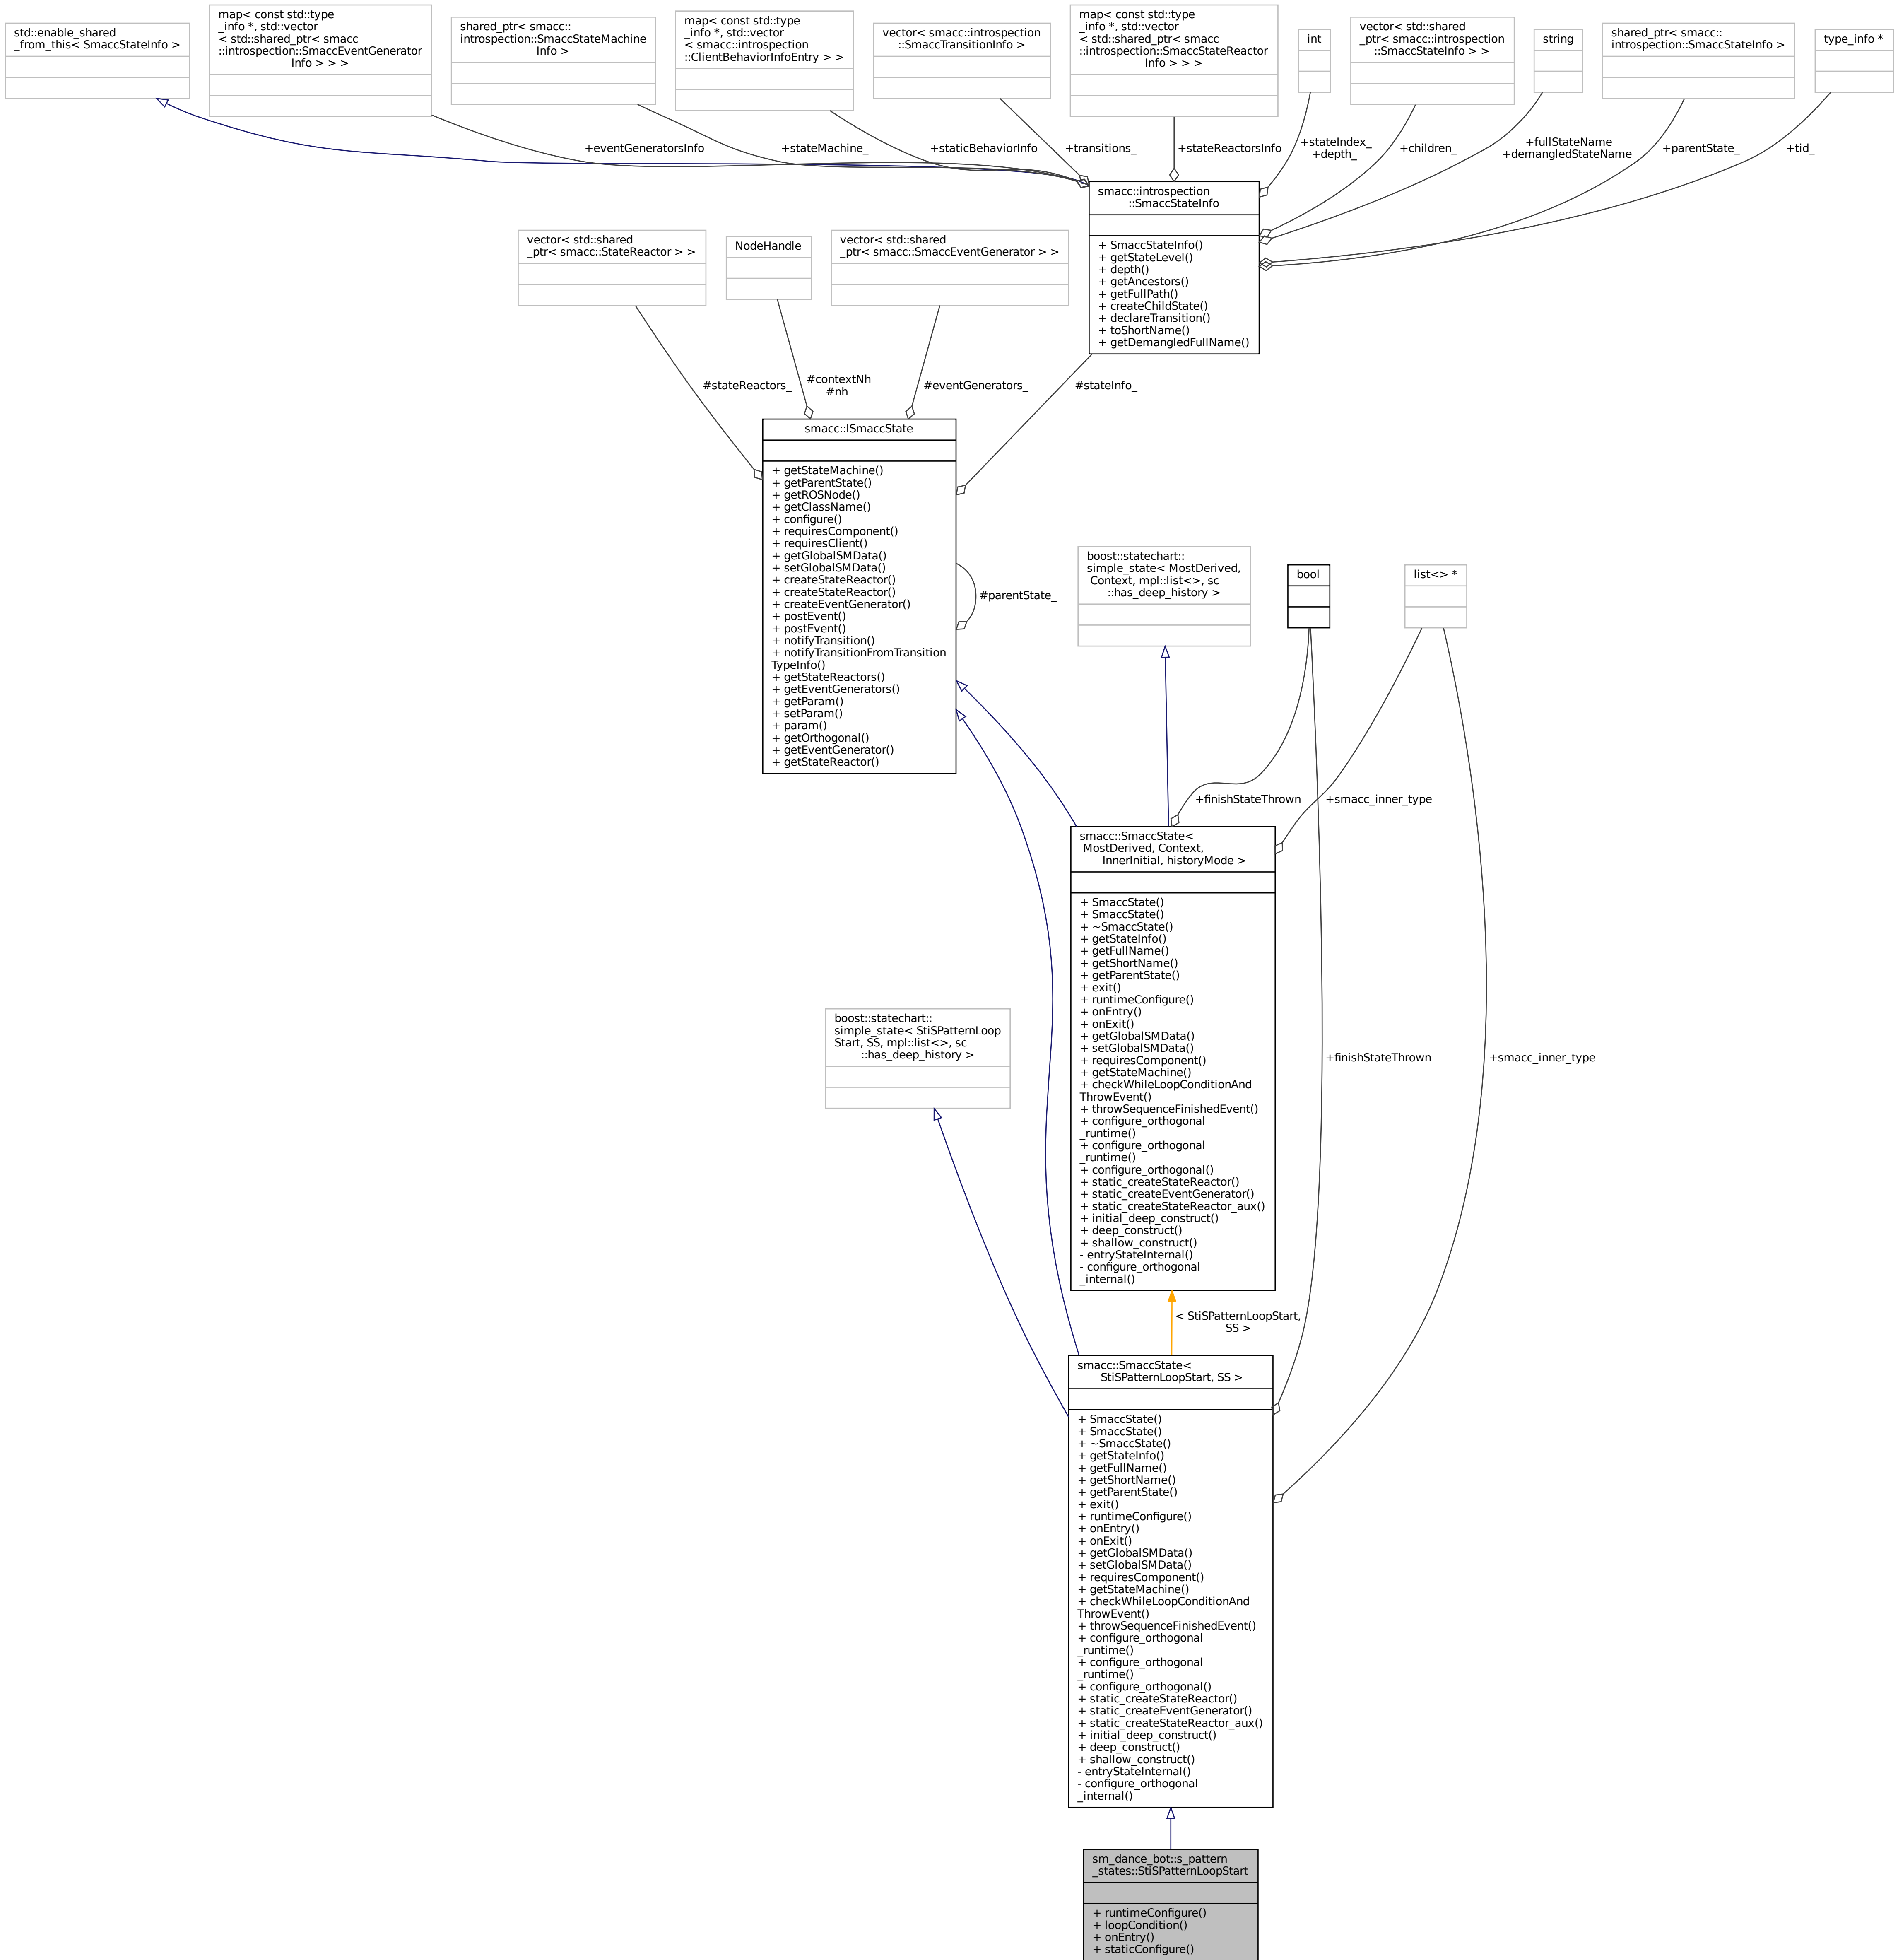 std::enable_shared
_from_this< SmaccStateInfo >
map< const std::type
_info *, std::vector
< std::shared_ptr< smacc
::introspection::SmaccEventGenerator
Info > > >
shared_ptr< smacc::
introspection::SmaccStateMachine
Info >
map< const std::type
_info *, std::vector
< smacc::introspection
::ClientBehaviorInfoEntry > >
vector< smacc::introspection
::SmaccTransitionInfo >
map< const std::type
_info *, std::vector
< std::shared_ptr< smacc
::introspection::SmaccStateReactor
Info > > >
int
vector< std::shared
_ptr< smacc::introspection
::SmaccStateInfo > >
string
shared_ptr< smacc::
introspection::SmaccStateInfo >
type_info *
+eventGeneratorsInfo
+stateMachine_
+staticBehaviorInfo
+transitions_
+stateReactorsInfo
+stateIndex_
+depth_
+children_
+fullStateName
+demangledStateName
+parentState_
+tid_
smacc::introspection
::SmaccStateInfo
+ SmaccStateInfo()
+ getStateLevel()
+ depth()
+ getAncestors()
+ getFullPath()
+ createChildState()
+ declareTransition()
+ toShortName()
+ getDemangledFullName()
vector< std::shared
_ptr< smacc::StateReactor > >
NodeHandle
vector< std::shared
_ptr< smacc::SmaccEventGenerator > >
#stateReactors_
#contextNh
#nh
#eventGenerators_
#stateInfo_
smacc::ISmaccState
+ getStateMachine()
+ getParentState()
+ getROSNode()
+ getClassName()
+ configure()
+ requiresComponent()
+ requiresClient()
+ getGlobalSMData()
+ setGlobalSMData()
+ createStateReactor()
+ createStateReactor()
+ createEventGenerator()
+ postEvent()
+ postEvent()
+ notifyTransition()
+ notifyTransitionFromTransition
TypeInfo()
+ getStateReactors()
+ getEventGenerators()
+ getParam()
+ setParam()
+ param()
+ getOrthogonal()
+ getEventGenerator()
+ getStateReactor()
#parentState_
boost::statechart::
simple_state< MostDerived,
Context, mpl::list<>, sc
::has_deep_history >
bool
list<> *
+finishStateThrown
+smacc_inner_type
smacc::SmaccState<
MostDerived, Context,
InnerInitial, historyMode >
+ SmaccState()
+ SmaccState()
+ ~SmaccState()
+ getStateInfo()
+ getFullName()
+ getShortName()
+ getParentState()
+ exit()
+ runtimeConfigure()
+ onEntry()
+ onExit()
+ getGlobalSMData()
+ setGlobalSMData()
+ requiresComponent()
+ getStateMachine()
+ checkWhileLoopConditionAnd
ThrowEvent()
+ throwSequenceFinishedEvent()
+ configure_orthogonal
_runtime()
+ configure_orthogonal
_runtime()
+ configure_orthogonal()
+ static_createStateReactor()
+ static_createEventGenerator()
+ static_createStateReactor_aux()
+ initial_deep_construct()
+ deep_construct()
+ shallow_construct()
- entryStateInternal()
- configure_orthogonal
_internal()
boost::statechart::
simple_state< StiSPatternLoop
Start, SS, mpl::list<>, sc
::has_deep_history >
+finishStateThrown
+smacc_inner_type
< StiSPatternLoopStart,
SS >
smacc::SmaccState<
StiSPatternLoopStart, SS >
+ SmaccState()
+ SmaccState()
+ ~SmaccState()
+ getStateInfo()
+ getFullName()
+ getShortName()
+ getParentState()
+ exit()
+ runtimeConfigure()
+ onEntry()
+ onExit()
+ getGlobalSMData()
+ setGlobalSMData()
+ requiresComponent()
+ getStateMachine()
+ checkWhileLoopConditionAnd
ThrowEvent()
+ throwSequenceFinishedEvent()
+ configure_orthogonal
_runtime()
+ configure_orthogonal
_runtime()
+ configure_orthogonal()
+ static_createStateReactor()
+ static_createEventGenerator()
+ static_createStateReactor_aux()
+ initial_deep_construct()
+ deep_construct()
+ shallow_construct()
- entryStateInternal()
- configure_orthogonal
_internal()
sm_dance_bot::s_pattern
_states::StiSPatternLoopStart
+ runtimeConfigure()
+ loopCondition()
+ onEntry()
+ staticConfigure()